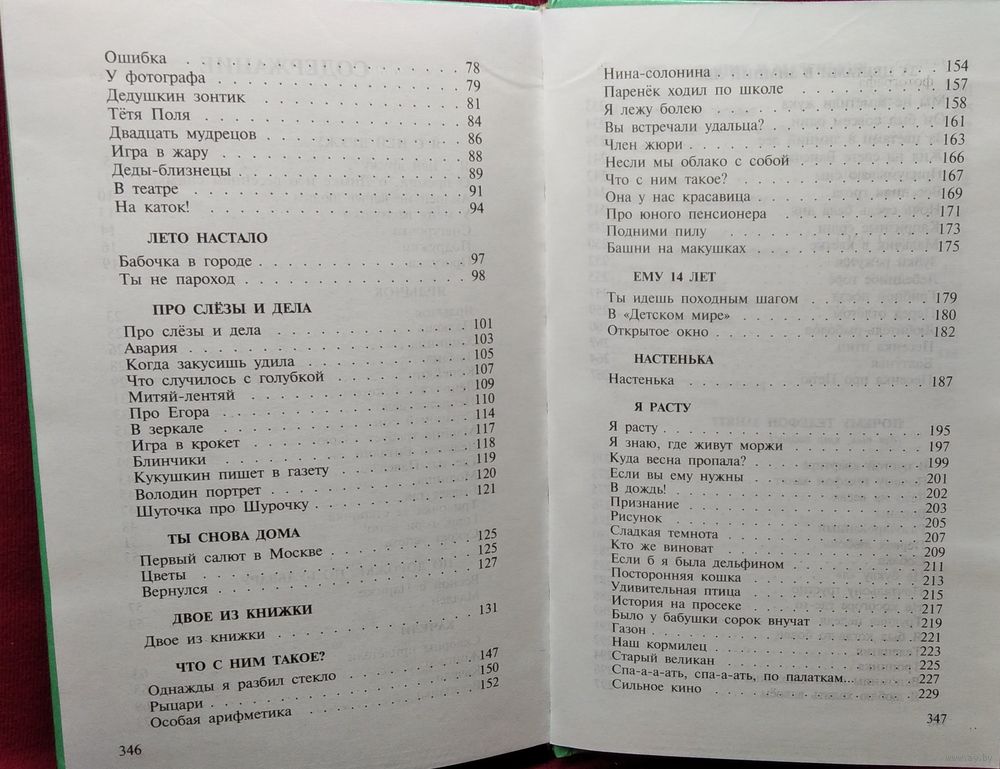 Ошибка . . . . . . . . . . . . . . . . 78
У фотографа . . . . . . . . . . . . . . . . 79
Дедушкин зонтик . . . . . . . . . . . . . . . . 81
Тётя Поля . . . . . . . . . . . . . . . . 84
Двадцать мудрецов . . . . . . . . . . . . . . . . 86
Игра в жару . . . . . . . . . . . . . . . . 88
Деды-близнецы . . . . . . . . . . . . . . . . 89
В театре . . . . . . . . . . . . . . . . 91
На каток! . . . . . . . . . . . . . . . . 94
ЛЕТО НАСТАЛО
Бабочка в городе . . . . . . . . . . . . . . . . 97
Ты не пароход . . . . . . . . . . . . . . . . 98
ПРО СЛЁЗЫ И ДЕЛА
Про слёзы и дела . . . . . . . . . . . . . . . . 101
Авария . . . . . . . . . . . . . . . . 103
Когда закусишь удила . . . . . . . . . . . . . . . . 105
Что случилось с голубкой . . . . . . . . . . . . . . . . 107
Митяй-лентяй . . . . . . . . . . . . . . . . 109
Про Егора . . . . . . . . . . . . . . . . 110
В зеркале . . . . . . . . . . . . . . . . 114
Игра в крокет . . . . . . . . . . . . . . . . 117
Блинчики . . . . . . . . . . . . . . . . 118
Кукушкин пишет в газету . . . . . . . . . . . . . . . . 119
Володин портрет . . . . . . . . . . . . . . . . 120
Шуточка про Шурочку . . . . . . . . . . . . . . . . 121
ТЫ СНОВА ДОМА
Первый салют в Москве . . . . . . . . . . . . . . . . 125
Цветы . . . . . . . . . . . . . . . . 125
Вернулся . . . . . . . . . . . . . . . . 127
ДВОЕ ИЗ КНИЖКИ
Двое из книжки . . . . . . . . . . . . . . . . 131
ЧТО С НИМ ТАКОЕ?
Однажды я разбил стекло . . . . . . . . . . . . . . . . 147
Рыцари . . . . . . . . . . . . . . . . 150
Особая арифметика . . . . . . . . . . . . . . . . 152
346
Нина-солонина . . . . . . . . . . . . . . . . 154
Паренёк ходил по школе . . . . . . . . . . . . . . . . 157
Я лежу болею . . . . . . . . . . . . . . . . 158
Вы встречали удальца? . . . . . . . . . . . . . . . . 161
Член жюри . . . . . . . . . . . . . . . . 163
Несли мы облако с собой . . . . . . . . . . . . . . . . 166
Что с ним такое? . . . . . . . . . . . . . . . . 167
Она у нас красавица . . . . . . . . . . . . . . . . 169
Про юного пенсионера . . . . . . . . . . . . . . . . 171
Подними пилу . . . . . . . . . . . . . . . . 173
Башни на макушках . . . . . . . . . . . . . . . . 175
ЕМУ 14 ЛЕТ
Ты идешь походным шагом . . . . . . . . . . . . . . . . 179
В «Детском мире» . . . . . . . . . . . . . . . . 180
Открытое окно . . . . . . . . . . . . . . . . 182
НАСТЕНЬКА
Настенька . . . . . . . . . . . . . . . . 187
Я РАСТУ
Я расту . . . . . . . . . . . . . . . . 195
Я знаю, где живут моржи . . . . . . . . . . . . . . . . 197
Куда весна пропала? . . . . . . . . . . . . . . . . 199
Если вы ему нужны . . . . . . . . . . . . . . . . 201
В дождь! . . . . . . . . . . . . . . . . 202
Признание . . . . . . . . . . . . . . . . 203
Рисунок . . . . . . . . . . . . . . . . 205
Сладкая темнота . . . . . . . . . . . . . . . . 207
Кто же виноват . . . . . . . . . . . . . . . . 209
Если б я была дельфином . . . . . . . . . . . . . . . . 211
Посторонняя кошка . . . . . . . . . . . . . . . . 213
Удивительная птица . . . . . . . . . . . . . . . . 215
История на просеке . . . . . . . . . . . . . . . . 217
Было у бабушки сорок внучат . . . . . . . . . . . . . . . . 219
Газон . . . . . . . . . . . . . . . . 221
Наш кормилец . . . . . . . . . . . . . . . . 223
Старый великан . . . . . . . . . . . . . . . . 225
Спа-а-а-ать, спа-а-ать, по палаткам... . . . . . . . . . . 227
Сильное кино . . . . . . . . . . . . . . . . 229
347